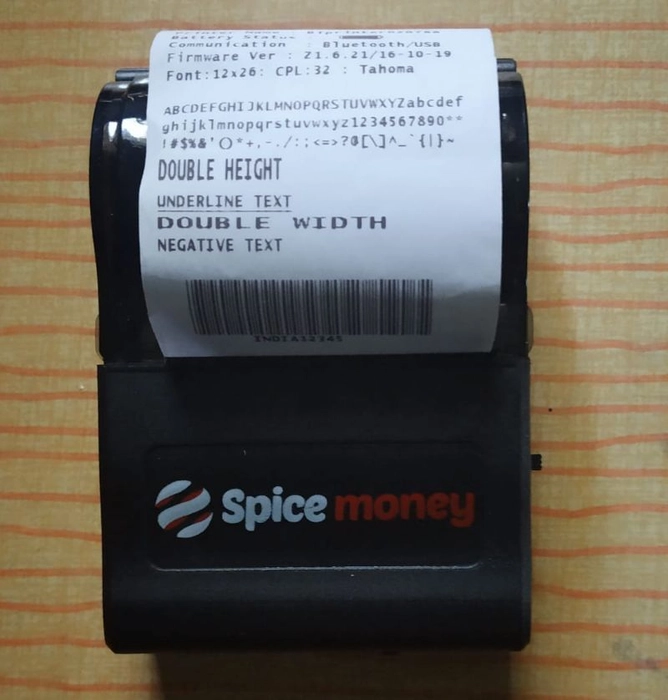 Battery Status :
Communication : Bluetooth/USB
Firmware Ver : 21.6.21/16-10-19
Font:12x26: CPL:32 : Tahoma
ABCDEFGHIJKLMNOPQRSTUVWXYZabcdef
ghijklmnopqrstuvwxyz1234567890**
!#$%&'()*+,-./:;<=>?@[\]^_`{|}~
DOUBLE HEIGHT
UNDERLINE TEXT
DOUBLE WIDTH
NEGATIVE TEXT
INDIA12345
Spice money